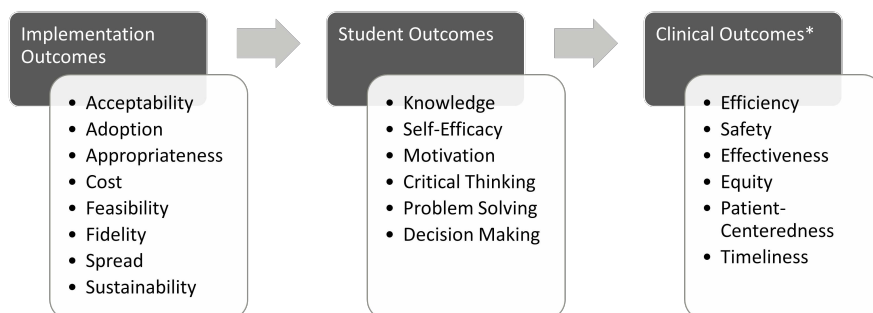 Implementation
Outcomes
• Acceptability
• Adoption
• Appropriateness
• Cost
• Feasibility
• Fidelity
• Spread
• Sustainability
Student Outcomes
• Knowledge
• Self-Efficacy
• Motivation
• Critical Thinking
• Problem Solving
• Decision Making
Clinical Outcomes*
• Efficiency
• Safety
• Effectiveness
• Equity
• Patient-
Centeredness
• Timeliness